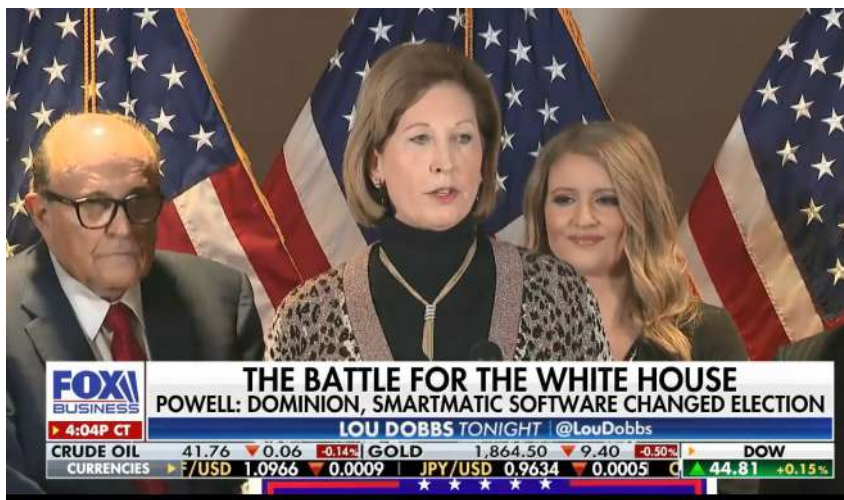 FOX
BUSINESS
THE BATTLE FOR THE WHITE HOUSE
POWELL: DOMINION, SMARTMATIC SOFTWARE CHANGED ELECTION
4:04P CT
LOU DOBBS TONIGHT @LouDobbs
CRUDE OIL 41.76 ▼0.06 -0.14% GOLD 1,864.50 ▼9.40 -0.50% DOW
CURRENCIES F/USD 1.0966 ▼0.0009 JPY/USD 0.9634 ▼0.0005 ▲44.81 +0.15%